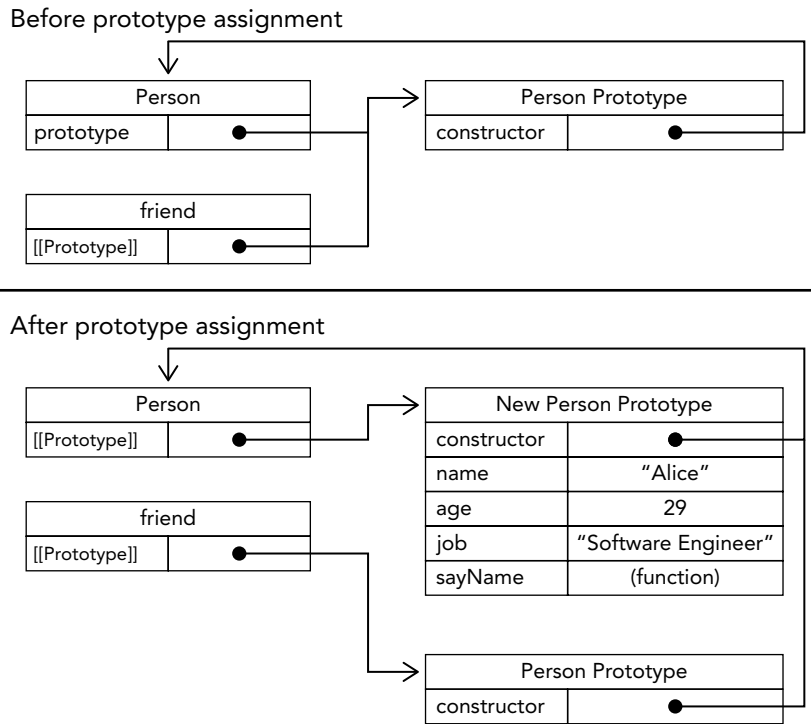 Before prototype assignment
Person
prototype
Person Prototype
constructor
friend
[[Prototype]]
After prototype assignment
Person
[[Prototype]]
New Person Prototype
constructor
name “Alice”
age 29
job “Software Engineer”
sayName (function)
friend
[[Prototype]]
Person Prototype
constructor